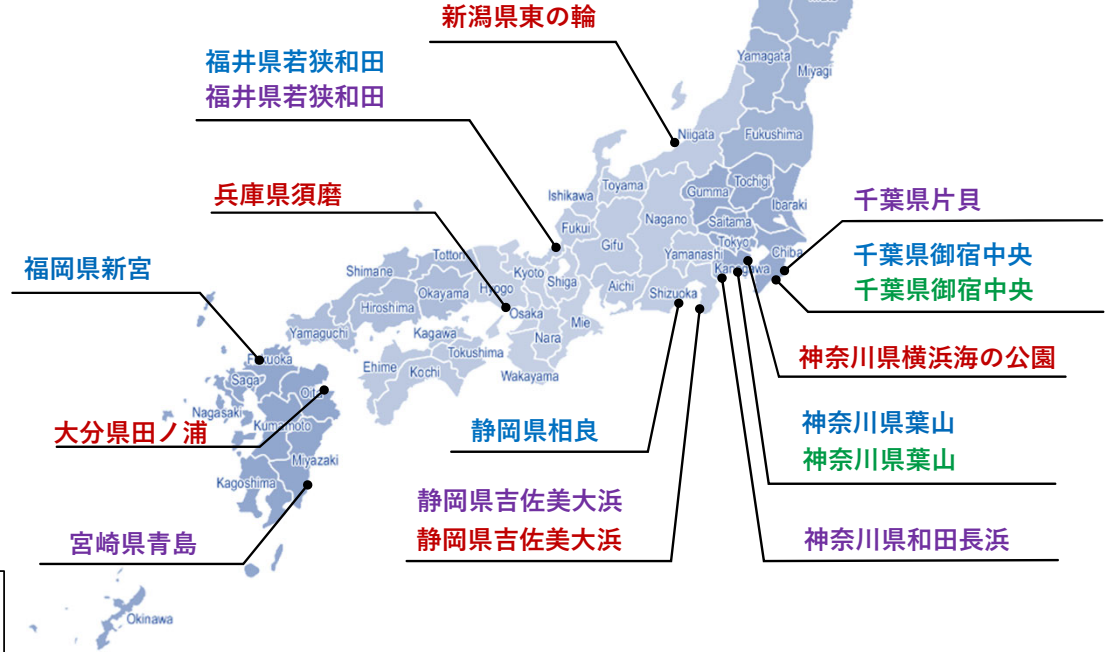 新潟県東の輪
福井県若狭和田
福井県若狭和田
兵庫県須磨
福岡県新宮
大分県田ノ浦
宮崎県青島
静岡県相良
静岡県吉佐美大浜
静岡県吉佐美大浜
千葉県片貝
千葉県御宿中央
千葉県御宿中央
神奈川県横浜海の公園
神奈川県葉山
神奈川県葉山
神奈川県和田長浜
Yamagata
Miyagi
Niigata
Fukushima
Ishikawa
Toyama
Gumma
Tochigi
Ibaraki
Fukui
Nagano
Saitama
Gifu
Tokyo
Chiba
Yamanashi
Kanagawa
Shimane
Tottori
Kyoto
Shiga
Aichi
Shizuoka
Okayama
Hyogo
Hiroshima
Osaka
Mie
Yamaguchi
Kagawa
Nara
Tokushima
Ehime
Kochi
Wakayama
Fukuoka
Saga
Oita
Nagasaki
Kumamoto
Miyazaki
Kagoshima
Okinawa